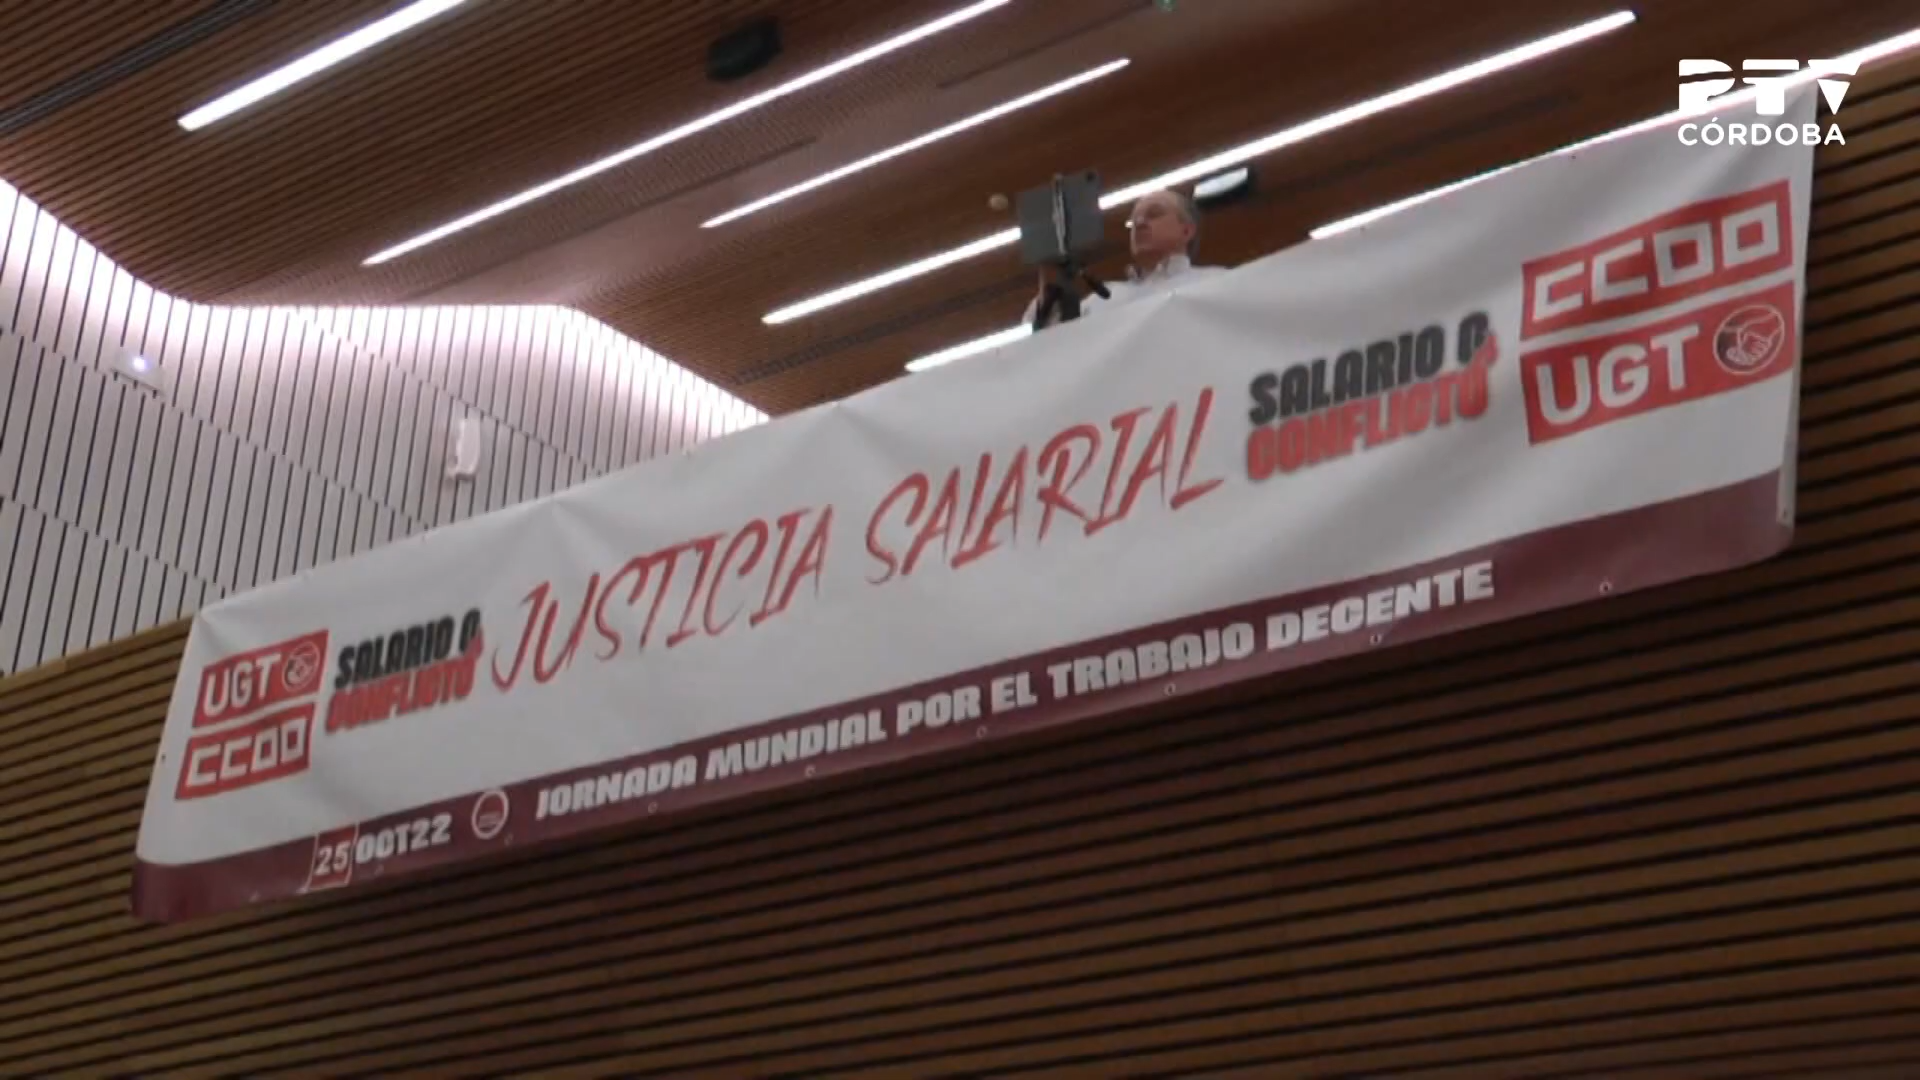 PTV
CÓRDOBA
CCOO
UGT
SALARIO O
CONFLICTO
JUSTICIA SALARIAL
UGT
CCOO
SALARIO O
CONFLICTO
25 OCT22
JORNADA MUNDIAL POR EL TRABAJO DECENTE